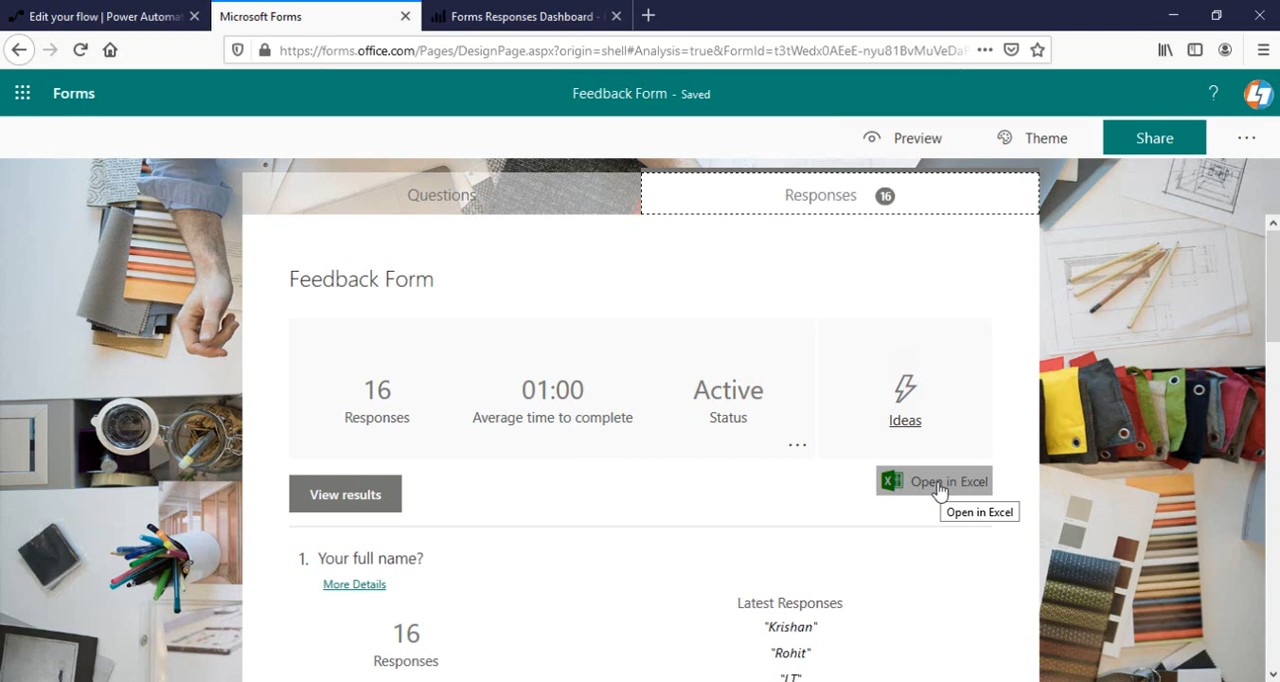 Edit your flow | Power Automa
Microsoft Forms
Forms Responses Dashboard -
https://forms.office.com/Pages/DesignPage.aspx?origin=shell#Analysis=true&FormId=t3tWedx0AEeE-nyu81BvMuVeDaF
Forms
Feedback Form - Saved
?
Preview
Theme
Share
Questions
Responses 16
Feedback Form
16
01:00
Active
Responses
Average time to complete
Status
Ideas
View results
Open in Excel
Open in Excel
1. Your full name?
More Details
Latest Responses
16
"Krishan"
Responses
"Rohit"
"LT"